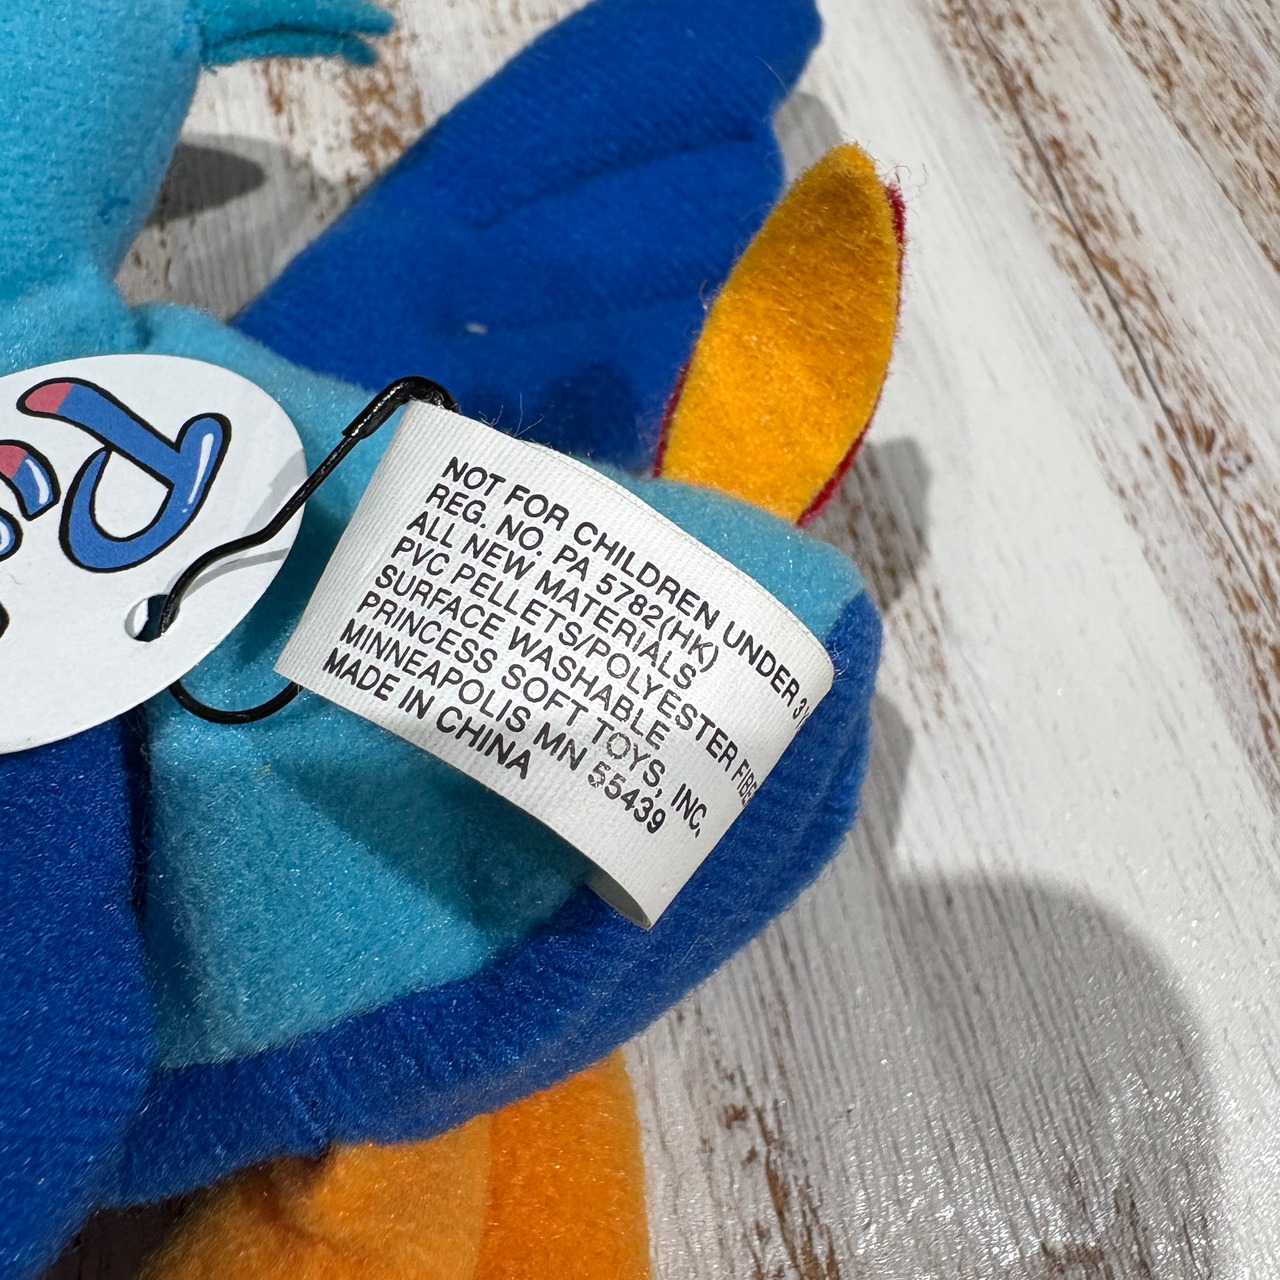 NOT FOR CHILDREN UNDER 3
REG. NO. PA 5782(HK)
ALL NEW MATERIALS
PVC PELLETS/POLYESTER
SURFACE WASHABLE
PRINCESS SOFT TOYS, INC.
MINNEAPOLIS MN 55439
MADE IN CHINA